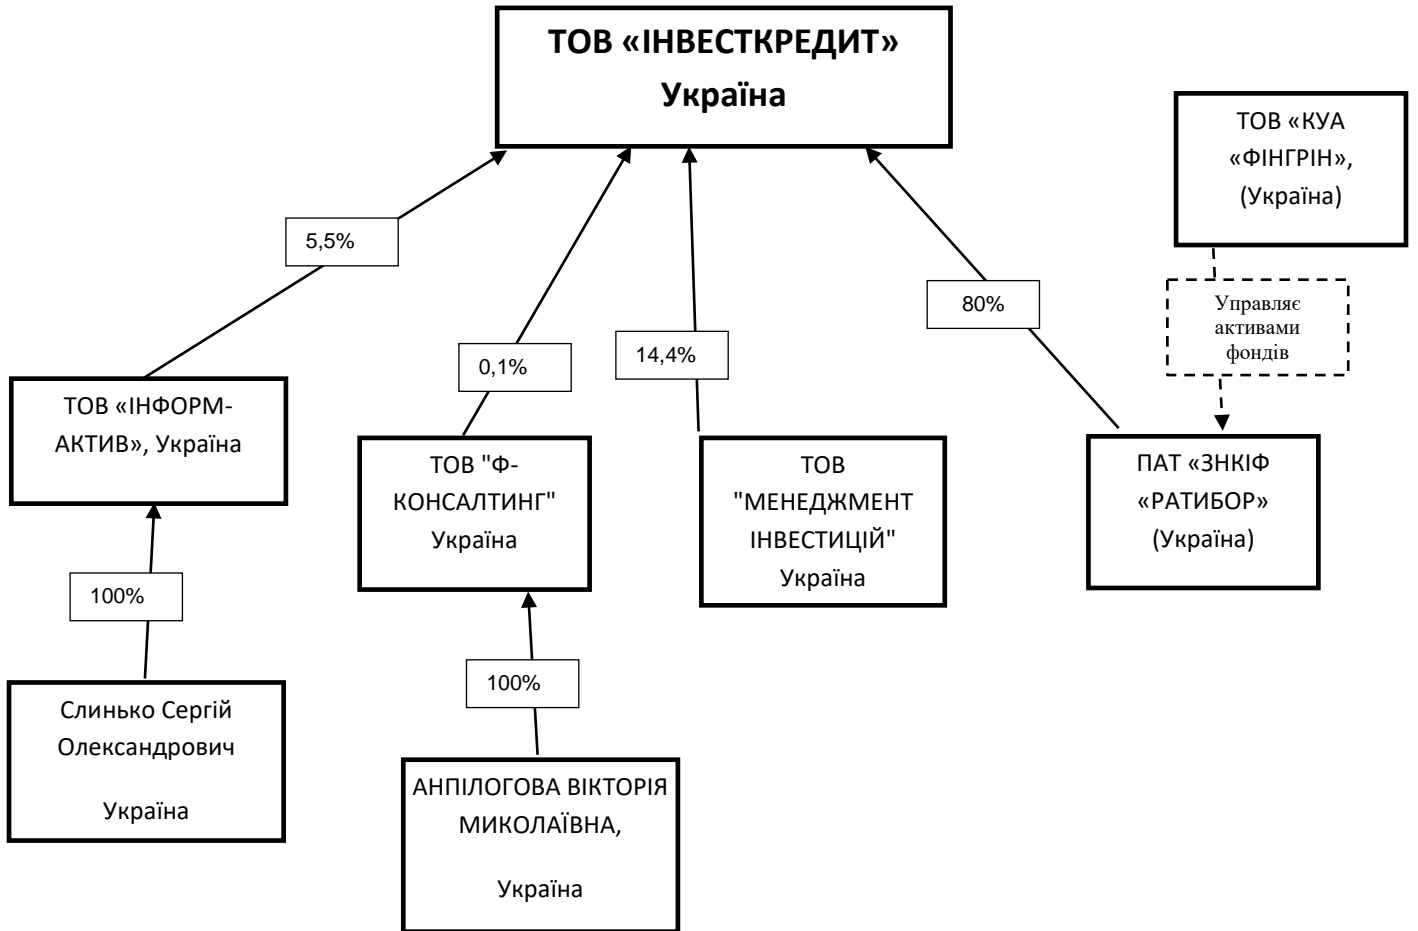 ТОВ «ІНВЕСТКРЕДИТ»
Україна
ТОВ «КУА
«ФІНГРІН»,
(Україна)
5,5%
0,1%
14,4%
80%
Управляє
активами
фондів
ТОВ «ІНФОРМ-
АКТИВ», Україна
ТОВ "Ф-
КОНСАЛТИНГ"
Україна
ТОВ
"МЕНЕДЖМЕНТ
ІНВЕСТИЦІЙ"
Україна
ПАТ «ЗНКІФ
«РАТИБОР»
(Україна)
100%
100%
Слинько Сергій
Олександрович
Україна
АНПІЛОГОВА ВІКТОРІЯ
МИКОЛАЇВНА,
Україна